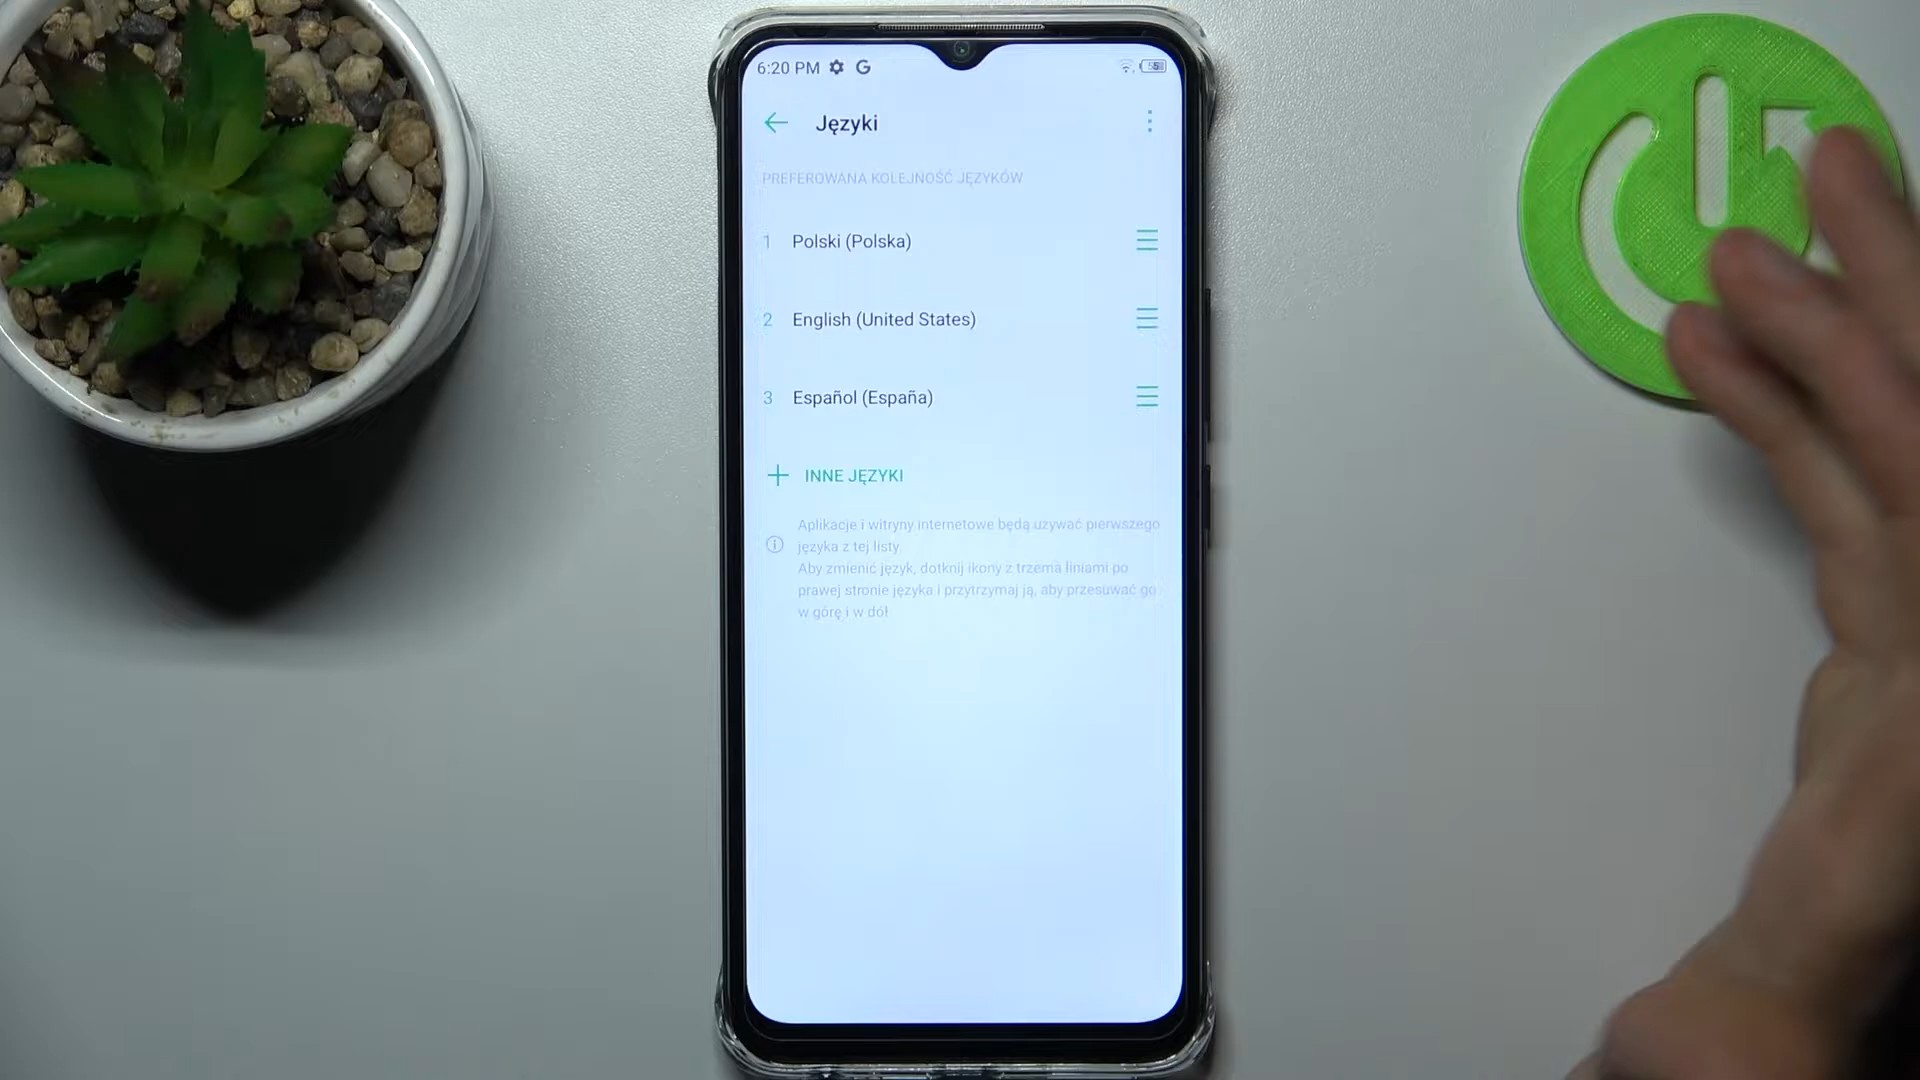 6:20 PM
Języki
PREFEROWANA KOLEJNOŚĆ JĘZYKÓW
1 Polski (Polska)
2 English (United States)
3 Español (España)
INNE JĘZYKI
Aplikacje i witryny internetowe będą używać pierwszego
języka z tej listy
Aby zmienić język, dotknij ikony z trzema liniami po
prawej stronie języka i przytrzymaj ją, aby przesuwać go
w górę i w dół